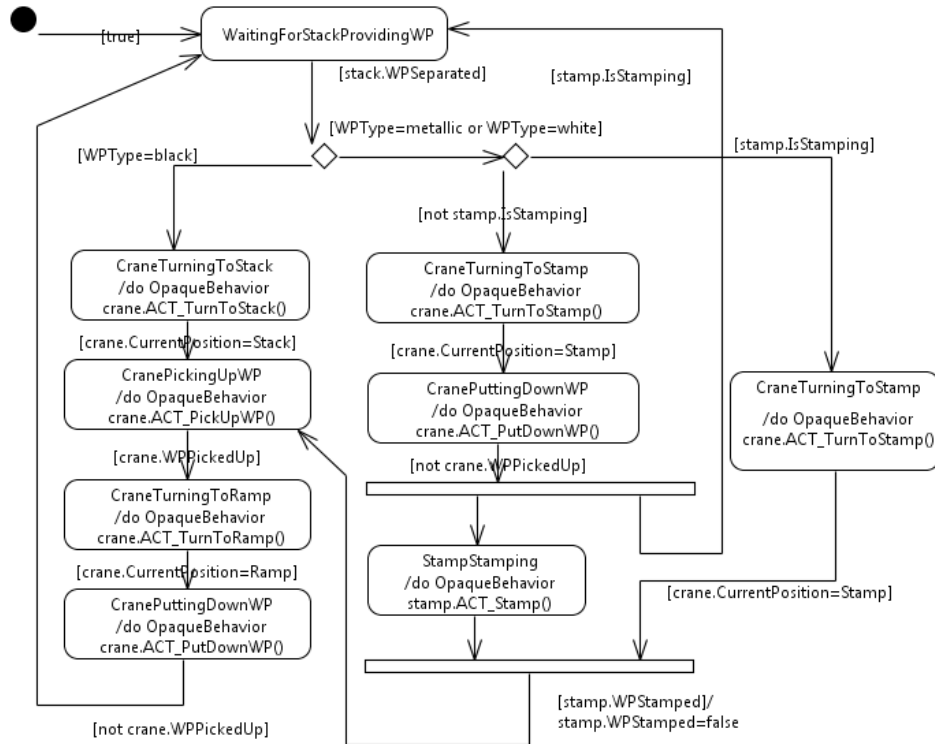 [true]
WaitingForStackProvidingWP
[stack.WPSeparated]
[stamp.IsStamping]
[WPType=metallic or WPType=white]
[WPType=black]
[stamp.IsStamping]
[not stamp.IsStamping]
CraneTurningToStack
/do OpaqueBehavior
crane.ACT_TurnToStack()
CraneTurningToStamp
/do OpaqueBehavior
crane.ACT_TurnToStamp()
[crane.CurrentPosition=Stack]
[crane.CurrentPosition=Stamp]
CranePickingUpWP
/do OpaqueBehavior
crane.ACT_PickUpWP()
CranePuttingDownWP
/do OpaqueBehavior
crane.ACT_PutDownWP()
CraneTurningToStamp
/do OpaqueBehavior
crane.ACT_TurnToStamp()
[crane.WPPickedUp]
[not crane.WPPickedUp]
CraneTurningToRamp
/do OpaqueBehavior
crane.ACT_TurnToRamp()
StampStamping
/do OpaqueBehavior
stamp.ACT_Stamp()
[crane.CurrentPosition=Ramp]
[crane.CurrentPosition=Stamp]
CranePuttingDownWP
/do OpaqueBehavior
crane.ACT_PutDownWP()
[stamp.WPStamped]/
stamp.WPStamped=false
[not crane.WPPickedUp]